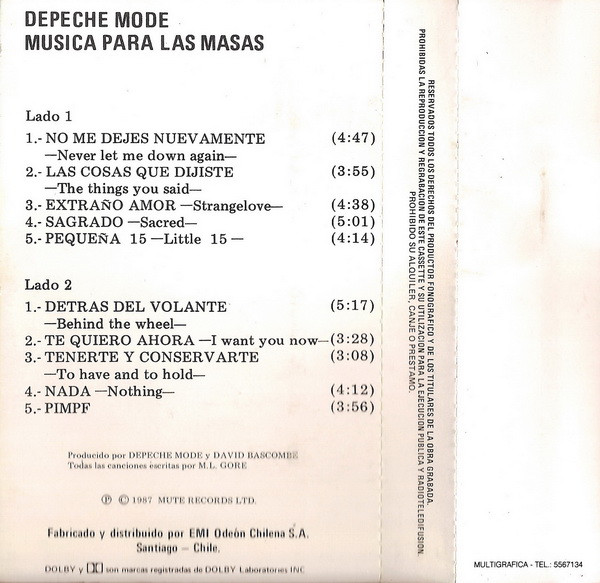 DEPECHE MODE
MUSICA PARA LAS MASAS
Lado 1
1.- NO ME DEJES NUEVAMENTE (4:47)
—Never let me down again—
2.- LAS COSAS QUE DIJISTE (3:55)
—The things you said—
3.- EXTRAÑO AMOR —Strangelove— (4:38)
4.- SAGRADO —Sacred— (5:01)
5.- PEQUEÑA 15 —Little 15 — (4:14)
Lado 2
1.- DETRAS DEL VOLANTE (5:17)
—Behind the wheel—
2.- TE QUIERO AHORA —I want you now— (3:28)
3.- TENERTE Y CONSERVARTE (3:08)
—To have and to hold—
4.- NADA —Nothing— (4:12)
5.- PIMPF (3:56)
Producido por DEPECHE MODE y DAVID BASCOMBE
Todas las canciones escritas por M.L. GORE
Ⓟ © 1987 MUTE RECORDS LTD.
Fabricado y distribuido por EMI Odeón Chilena S.A.
Santiago – Chile.
DOLBY y son marcas registradas de DOLBY Laboratories INC
RESERVADOS TODOS LOS DERECHOS DEL PRODUCTOR FONOGRAFICO Y DE LOS TITULARES DE LA OBRA GRABADA.
PROHIBIDAS LA REPRODUCCION Y REGRABACION DE ESTE CASSETTE Y SU UTILIZACION PARA LA EJECUCION PUBLICA Y RADIOTELEDIFUSION.
PROHIBIDO SU ALQUILER, CANJE O PRESTAMO.
MULTIGRAFICA - TEL.: 5567134